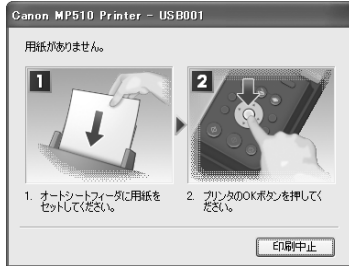 Canon MP510 Printer - USB001
用紙がありません。
1
2
1. オートシートフィーダに用紙を
セットしてください。
2. プリンタのOKボタンを押してく
ださい。
印刷中止